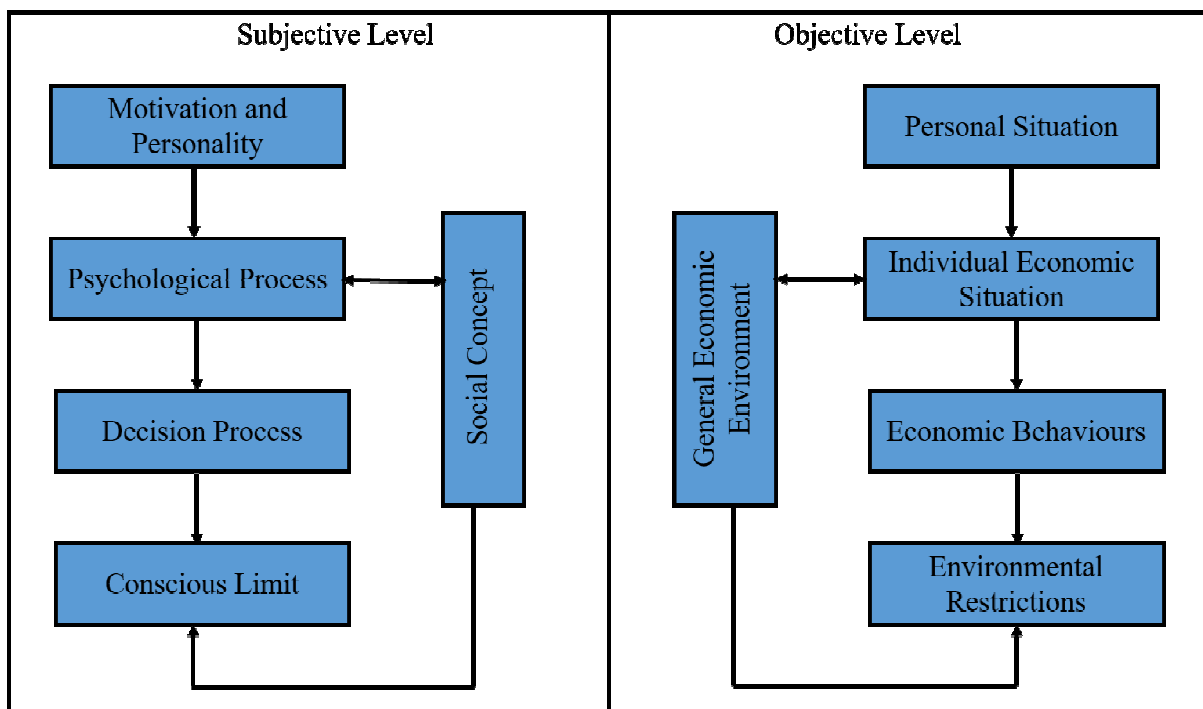 Subjective Level
Motivation and
Personality
Psychological Process
Decision Process
Conscious Limit
Social Concept
Objective Level
Personal Situation
General Economic
Environment
Individual Economic
Situation
Economic Behaviours
Environmental
Restrictions